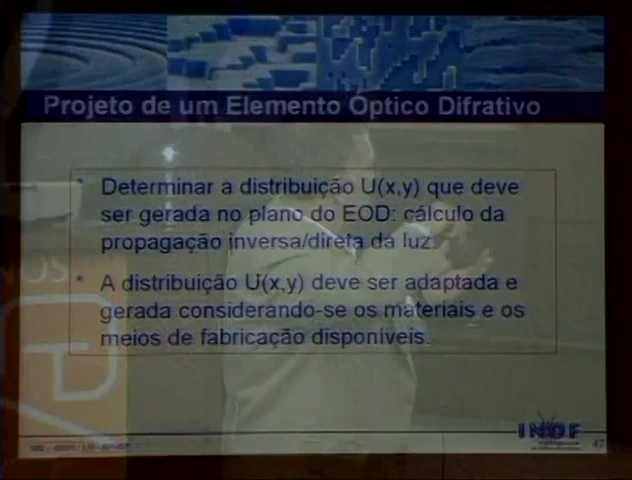 Projeto de um Elemento Óptico Difrativo
* Determinar a distribuição U(x,y) que deve
ser gerada no plano do EOD: cálculo da
propagação inversa/direta da luz.
* A distribuição U(x,y) deve ser adaptada e
gerada considerando-se os materiais e os
meios de fabricação disponíveis.
INOF
47